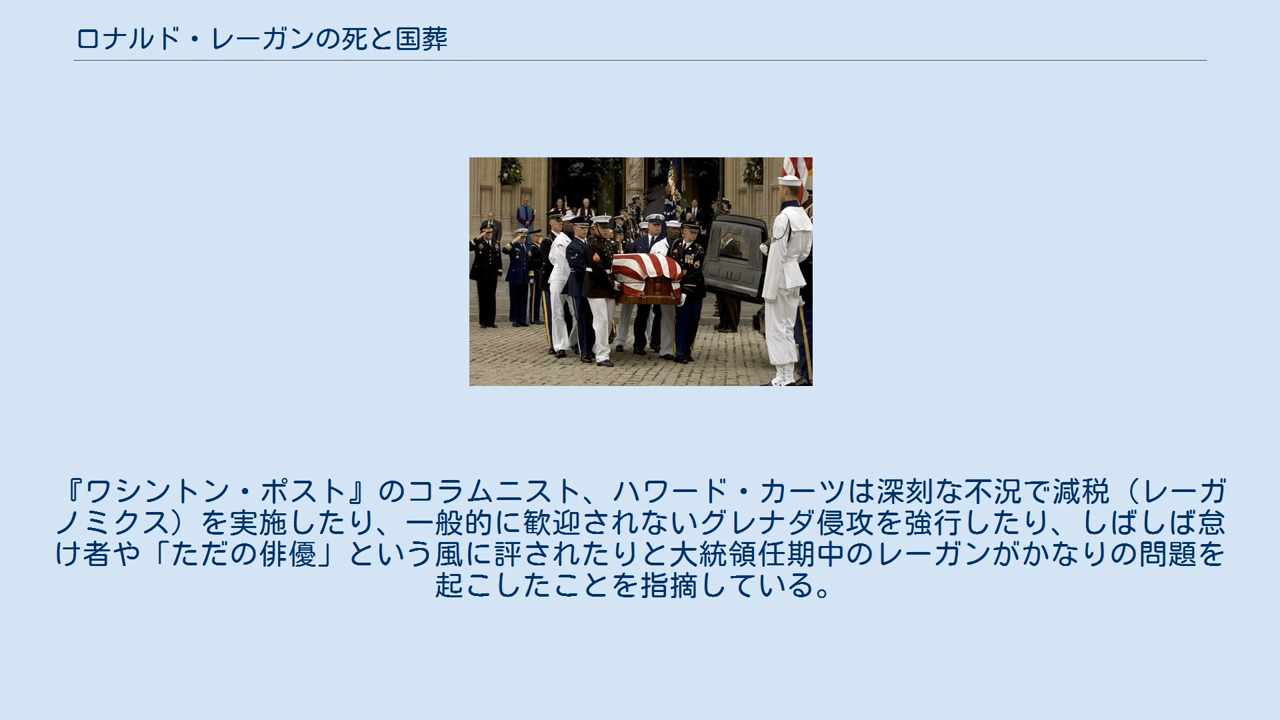 ロナルド・レーガンの死と国葬
『ワシントン・ポスト』のコラムニスト、ハワード・カーツは深刻な不況で減税（レーガ
ノミクス）を実施したり、一般的に歓迎されないグレナダ侵攻を強行したり、しばしば怠
け者や「ただの俳優」という風に評されたりと大統領任期中のレーガンがかなりの問題を
起こしたことを指摘している。